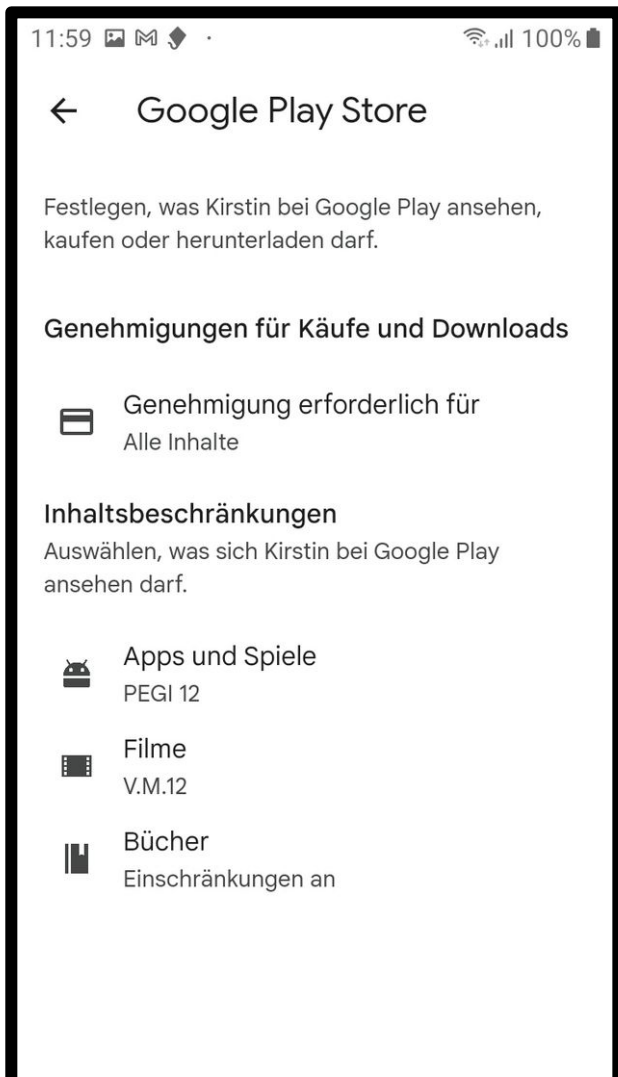 11:59
100%
Google Play Store
Festlegen, was Kirstin bei Google Play ansehen,
kaufen oder herunterladen darf.
Genehmigungen für Käufe und Downloads
Genehmigung erforderlich für
Alle Inhalte
Inhaltsbeschränkungen
Auswählen, was sich Kirstin bei Google Play
ansehen darf.
Apps und Spiele
PEGI 12
Filme
V.M.12
Bücher
Einschränkungen an